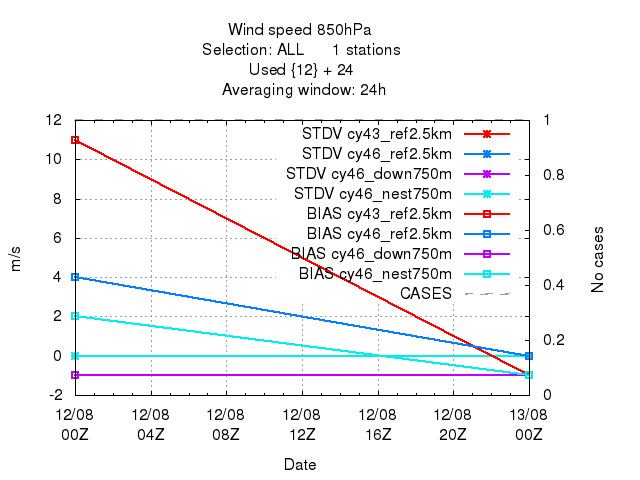 Wind speed 850hPa
Selection: ALL 1 stations
Used {12} + 24
Averaging window: 24h
12
10
8
6
4
2
0
-2
m/s
1
0.8
0.6
0.4
0.2
0
No cases
STDV cy43_ref2.5km
STDV cy46_ref2.5km
STDV cy46_down750m
STDV cy46_nest750m
BIAS cy43_ref2.5km
BIAS cy46_ref2.5km
BIAS cy46_down750m
BIAS cy46_nest750m
CASES
12/08 12/08 12/08 12/08 12/08 12/08 13/08
00Z 04Z 08Z 12Z 16Z 20Z 00Z
Date